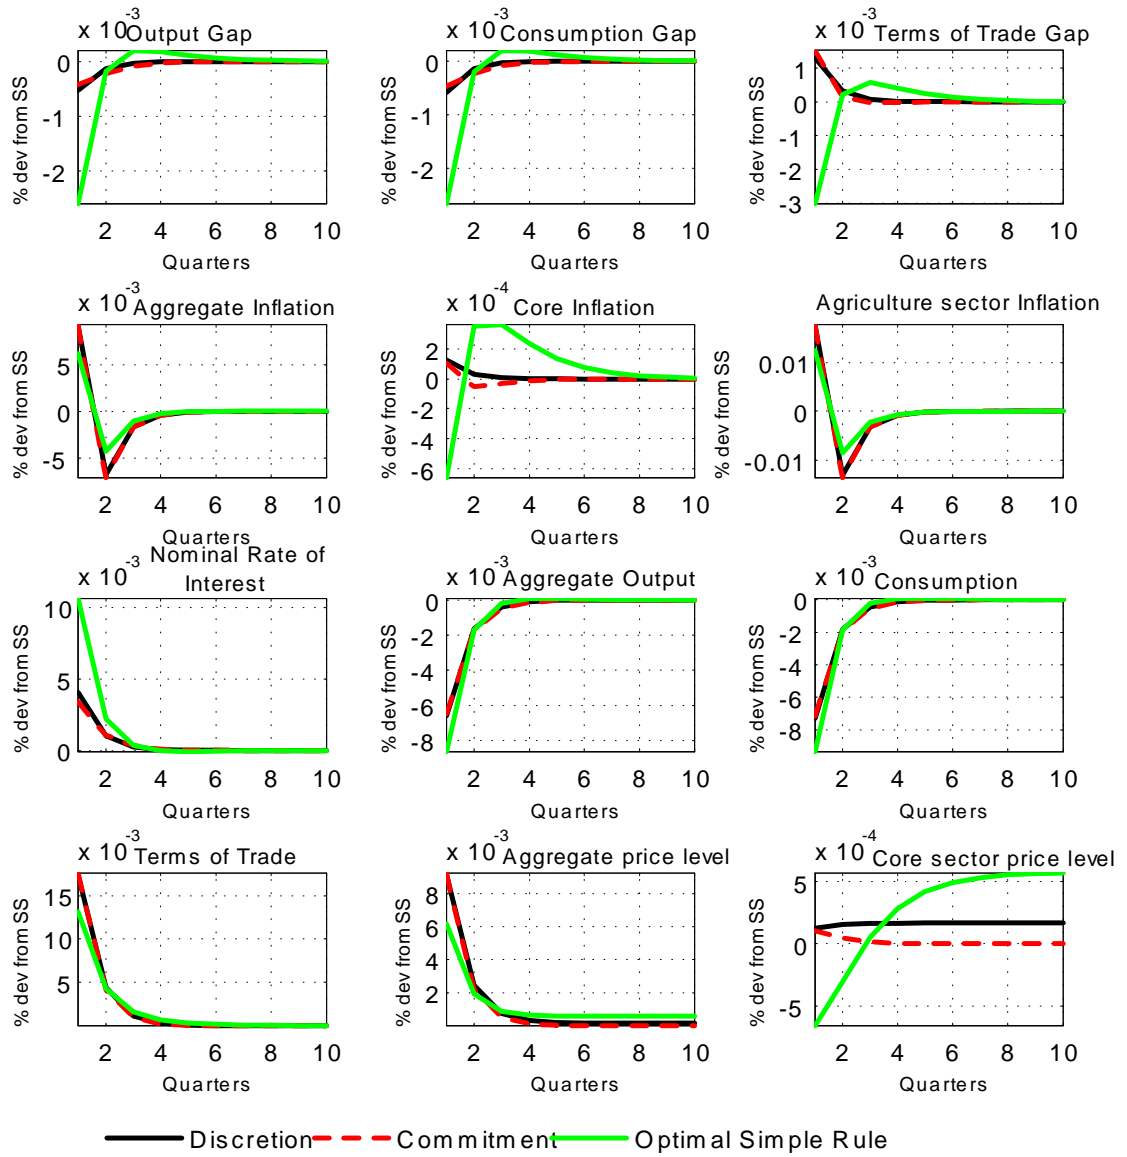 x 10^-3 Output Gap
0
-1
-2
% dev from SS
2 4 6 8 10
Quarters
x 10^-3 Consumption Gap
0
-1
-2
% dev from SS
2 4 6 8 10
Quarters
x 10^-3 Terms of Trade Gap
1
0
-1
-2
-3
% dev from SS
2 4 6 8 10
Quarters
x 10^-3 Aggregate Inflation
5
0
-5
% dev from SS
2 4 6 8 10
Quarters
x 10^-4 Core Inflation
2
0
-2
-4
-6
% dev from SS
2 4 6 8 10
Quarters
Agriculture sector Inflation
0.01
0
-0.01
% dev from SS
2 4 6 8 10
Quarters
x 10^-3 Nominal Rate of
Interest
10
5
0
% dev from SS
2 4 6 8 10
Quarters
x 10^-3 Aggregate Output
0
-2
-4
-6
-8
% dev from SS
2 4 6 8 10
Quarters
x 10^-3 Consumption
0
-2
-4
-6
-8
% dev from SS
2 4 6 8 10
Quarters
x 10^-3 Terms of Trade
15
10
5
% dev from SS
2 4 6 8 10
Quarters
x 10^-3 Aggregate price level
8
6
4
2
% dev from SS
2 4 6 8 10
Quarters
x 10^-4 Core sector price level
5
0
-5
% dev from SS
2 4 6 8 10
Quarters
Discretion Commitment Optimal Simple Rule